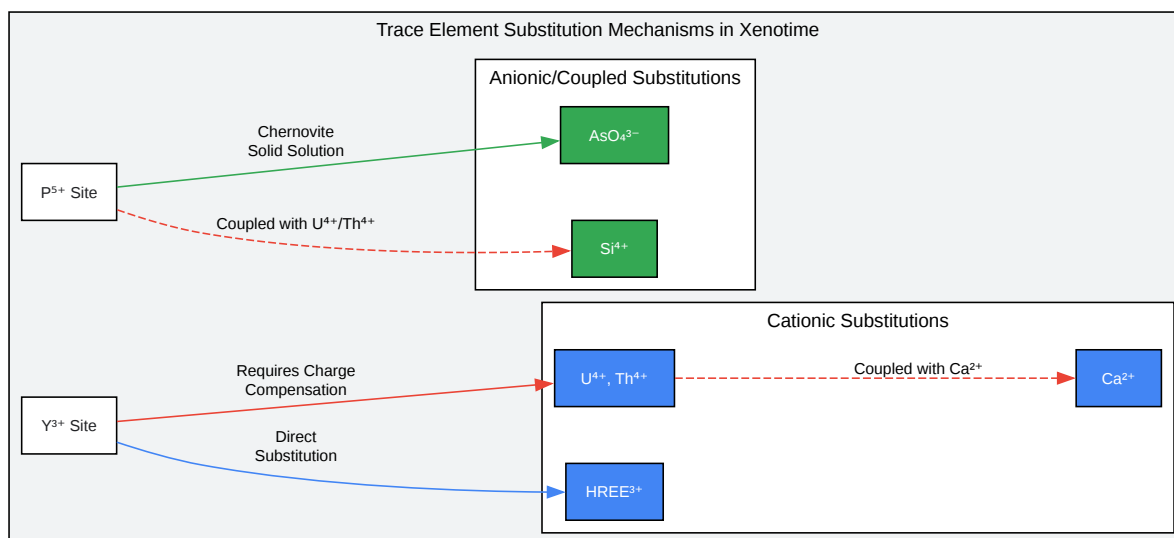 Trace Element Substitution Mechanisms in Xenotime
Anionic/Coupled Substitutions
Chernovite
Solid Solution
AsO₄³⁻
P⁵⁺ Site
Coupled with U⁴⁺/Th⁴⁺
Si⁴⁺
Cationic Substitutions
Requires Charge
Compensation
U⁴⁺, Th⁴⁺
Coupled with Ca²⁺
Ca²⁺
Y³⁺ Site
Direct
Substitution
HREE³⁺